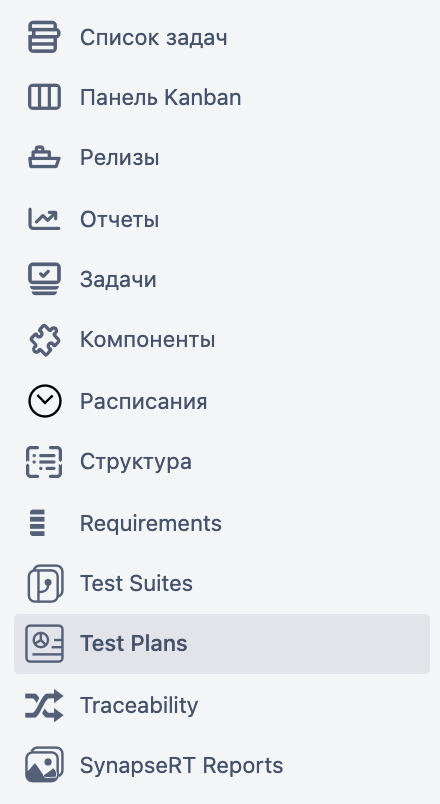 Список задач
Панель Kanban
Релизы
Отчеты
Задачи
Компоненты
Расписания
Структура
Requirements
Test Suites
Test Plans
Traceability
SynapseRT Reports